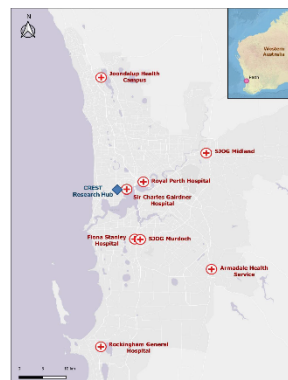 N
Western
Australia
Perth
Joondalup Health
Campus
SJOG Midland
Royal Perth Hospital
CREST
Research Hub
Sir Charles Gairdner
Hospital
Fiona Stanley
Hospital
SJOG Murdoch
Armadale Health
Service
Rockingham General
Hospital